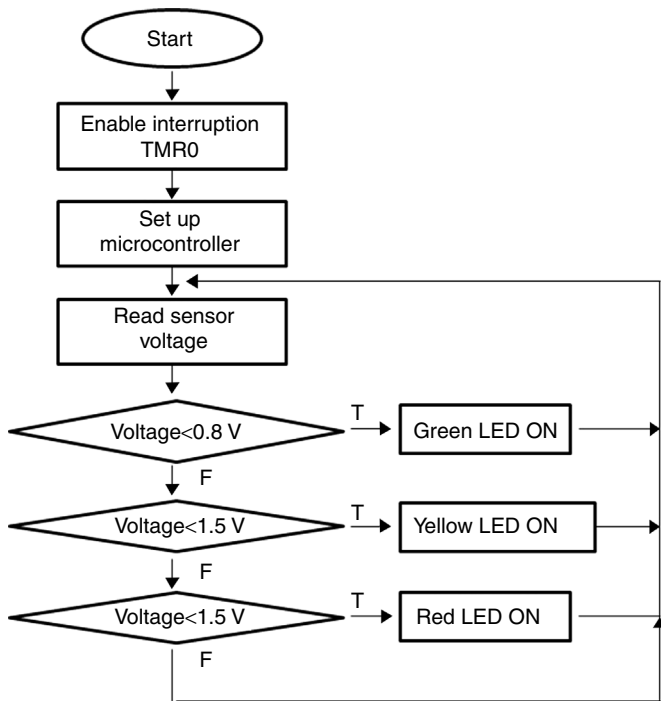 Start
Enable interruption
TMR0
Set up
microcontroller
Read sensor
voltage
Voltage<0.8 V
T
Green LED ON
F
Voltage<1.5 V
T
Yellow LED ON
F
Voltage<1.5 V
T
Red LED ON
F